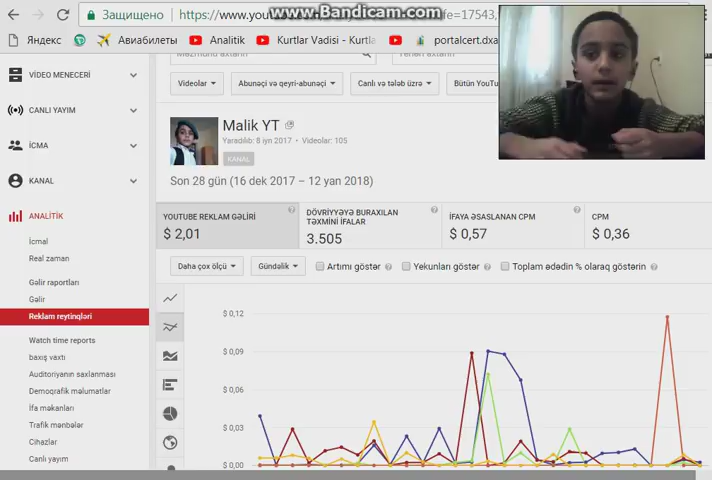 www.Bandicam.com
Защищено https://www.you fe=17543,
Яндекс Авиабилеты Analitik Kurtlar Vadisi - Kurtlar portalcert.dxa
VİDEO MENECERİ
CANLI YAYIM
İCMA
KANAL
ANALİTİK
İcmal
Real zaman
Gəlir raportları
Gəlir
Reklam reytinqləri
Watch time reports
baxış vaxtı
Auditoriyanın saxlanması
Demoqrafik məlumatlar
İfa məkanları
Trafik mənbələr
Cihazlar
Canlı yayım
Videolar
Abunəçi və qeyri-abunəçi
Canlı və tələb üzrə
Bütün YouTu
Malik YT
Yaradılıb: 8 iyn 2017 • Videolar: 105
KANAL
Son 28 gün (16 dek 2017 – 12 yan 2018)
YOUTUBE REKLAM GƏLİRİ
$ 2,01
DÖVRİYYƏYƏ BURAXILAN
TƏXMİNİ İFALAR
3.505
İFAYA ƏSASLANAN CPM
$ 0,57
CPM
$ 0,36
Daha çox ölçü
Gündəlik
Artımı göstər
Yekunları göstər
Toplam ədədin % olaraq göstərin
$ 0,12
$ 0,09
$ 0,06
$ 0,03
$ 0,00